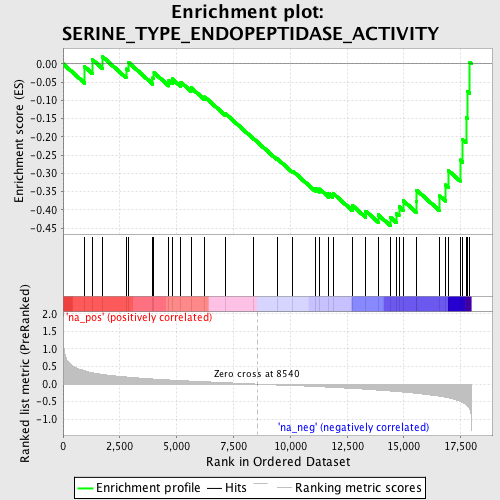 Enrichment plot:
SERINE_TYPE_ENDOPEPTIDASE_ACTIVITY
Enrichment score (ES)
0.00
-0.05
-0.10
-0.15
-0.20
-0.25
-0.30
-0.35
-0.40
-0.45
'na_pos' (positively correlated)
Ranked list metric (PreRanked)
2.0
1.5
1.0
0.5
0.0
-0.5
-1.0
Zero cross at 8540
'na_neg' (negatively correlated)
0 2,500 5,000 7,500 10,000 12,500 15,000 17,500
Rank in Ordered Dataset
Enrichment profile Hits Ranking metric scores